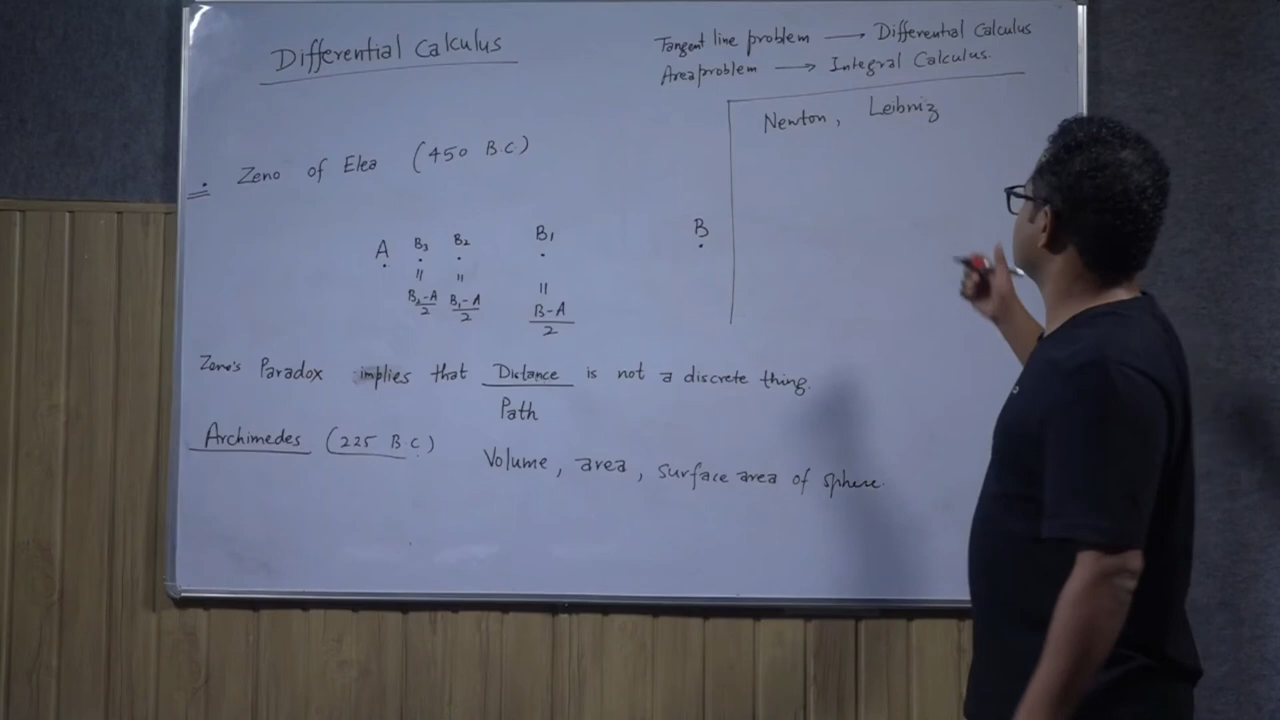 Differential Calculus
Tangent line problem → Differential Calculus
Area problem → Integral Calculus.
Newton, Leibniz
Zeno of Elea (450 B.C)
A B3 B2 B1 B
= = =
B2-A/2 B1-A/2 B-A/2
Zeno's Paradox implies that Distance is not a discrete thing.
Path
Archimedes (225 B.C)
Volume, area, surface area of sphere.